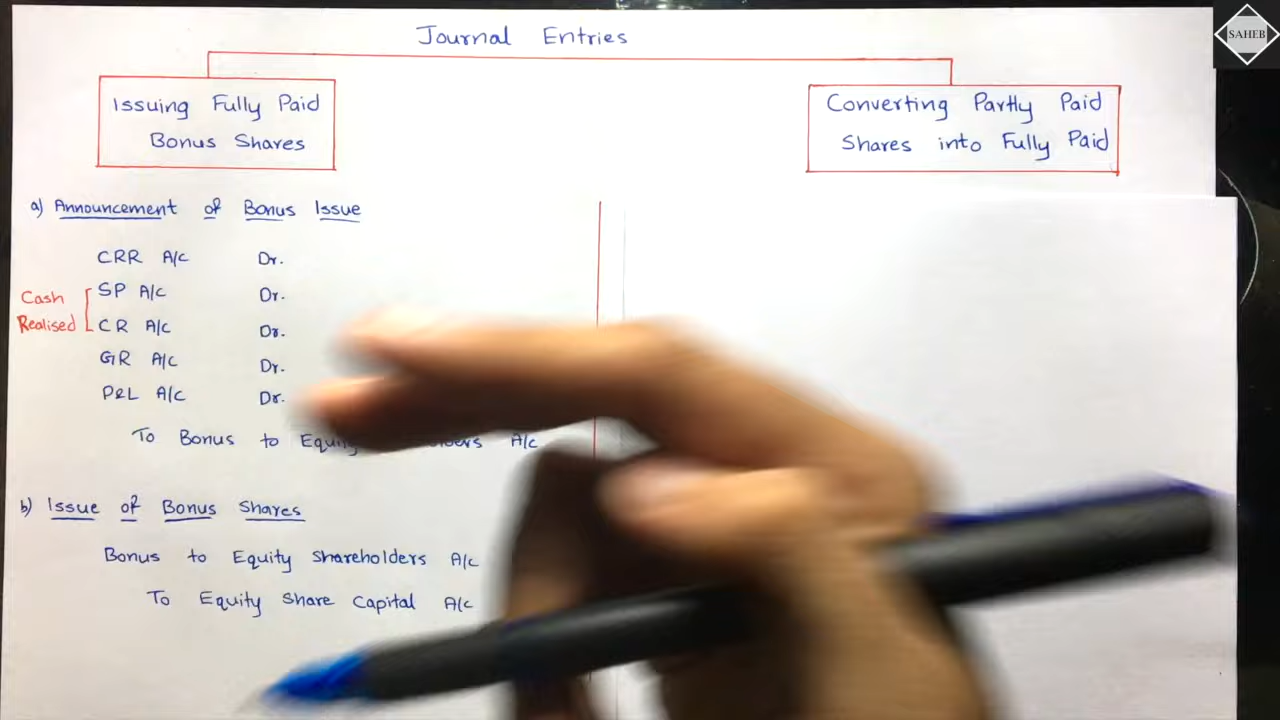 Journal Entries
SAHEB
Issuing Fully Paid
Bonus Shares
Converting Partly Paid
Shares into Fully Paid
a) Announcement of Bonus Issue
CRR A/c Dr.
SP A/c Dr.
Cash
Realised
CR A/c Dr.
GR A/c Dr.
P&L A/c Dr.
To Bonus to A/c
b) Issue of Bonus Shares
Bonus to Equity Shareholders A/c
To Equity Share Capital A/c